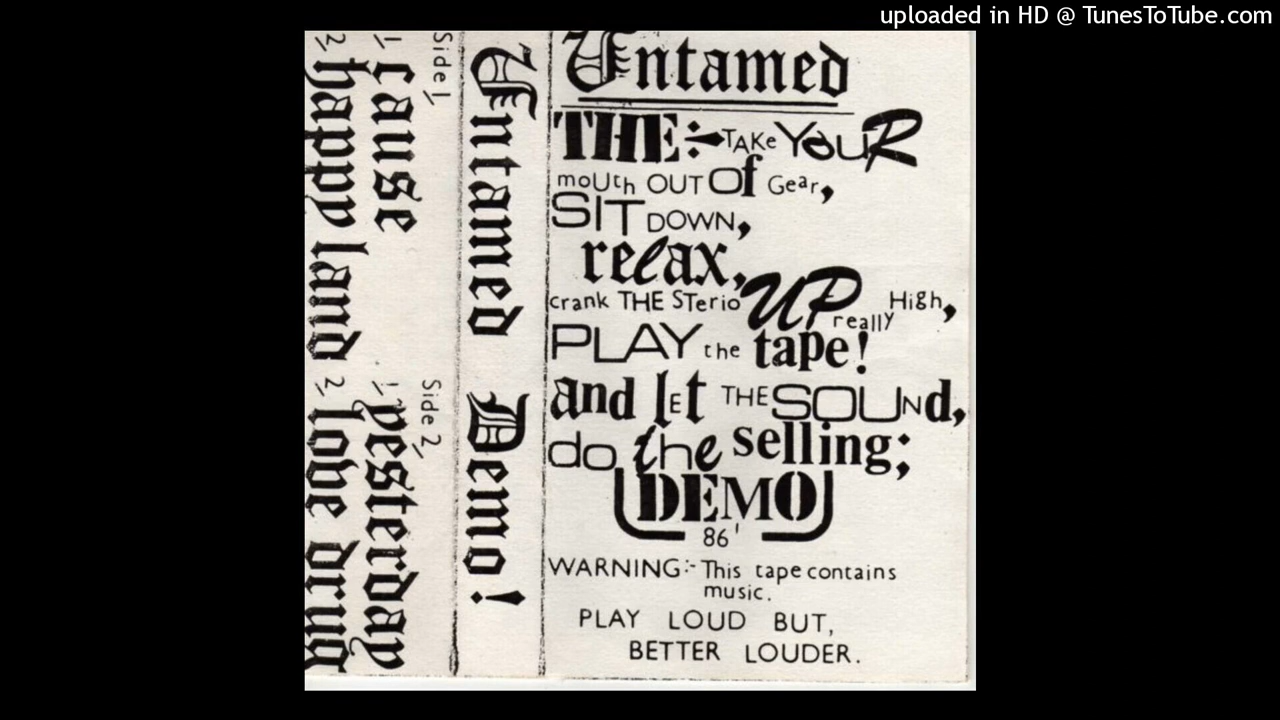 uploaded in HD @ TunesToTube.com
Untamed
THE:- TAKe YouR
mouth OUT Of Gear,
SIT DOWN,
relax,
crank THE STerio UP really High,
PLAY the tape!
and lEt THE SOUNd,
do the selling;
DEMO
86'
WARNING:- This tape contains
music.
PLAY LOUD BUT,
BETTER LOUDER.
Untamed Demo!
Side 1,
1, cause
2, happy land
Side 2,
1, yesterday
2, love drug